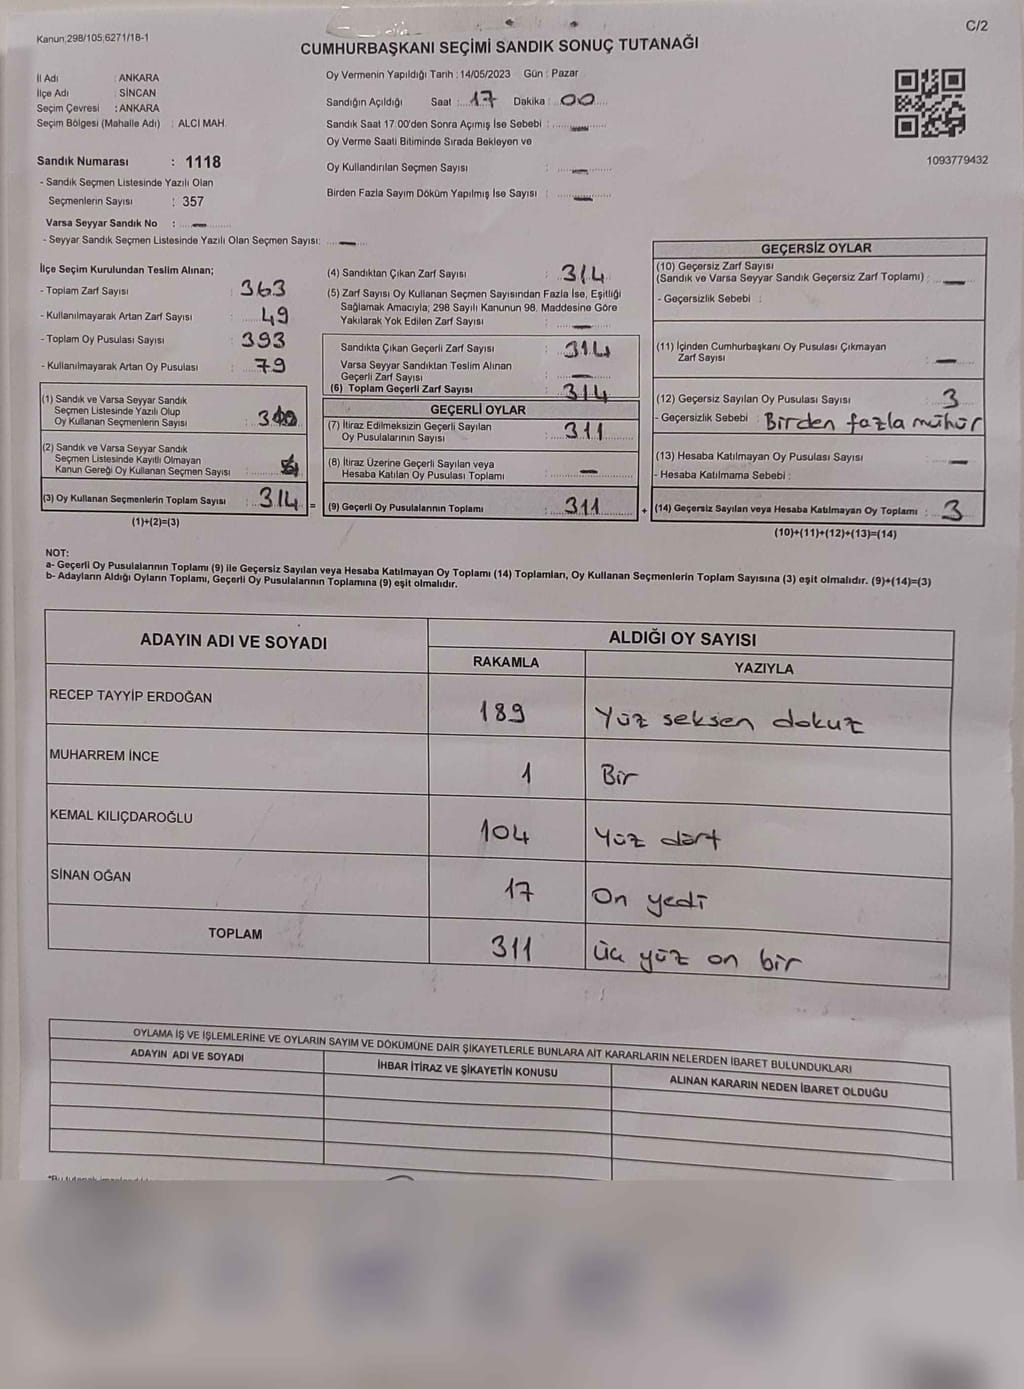 Kanun,298/105,6271/18-1
C/2
CUMHURBAŞKANI SEÇİMİ SANDIK SONUÇ TUTANAĞI
İl Adı : ANKARA
İlçe Adı : SİNCAN
Seçim Çevresi : ANKARA
Seçim Bölgesi (Mahalle Adı) : ALCI MAH.
Sandık Numarası : 1118
- Sandık Seçmen Listesinde Yazılı Olan
Seçmenlerin Sayısı : 357
Varsa Seyyar Sandık No : —
- Seyyar Sandık Seçmen Listesinde Yazılı Olan Seçmen Sayısı: —
Oy Vermenin Yapıldığı Tarih : 14/05/2023 Gün : Pazar
Sandığın Açıldığı Saat : 17 Dakika : 00
Sandık Saat 17.00'den Sonra Açımış İse Sebebi : —
Oy Verme Saati Bitiminde Sırada Bekleyen ve
Oy Kullandırılan Seçmen Sayısı : —
Birden Fazla Sayım Döküm Yapılmış İse Sayısı : —
1093779432
İlçe Seçim Kurulundan Teslim Alınan;
- Toplam Zarf Sayısı : 363
- Kullanılmayarak Artan Zarf Sayısı : 49
- Toplam Oy Pusulası Sayısı : 393
- Kullanılmayarak Artan Oy Pusulası : 79
(1) Sandık ve Varsa Seyyar Sandık
Seçmen Listesinde Yazılı Olup
Oy Kullanan Seçmenlerin Sayısı :
(2) Sandık ve Varsa Seyyar Sandık
Seçmen Listesinde Kayıtlı Olmayan
Kanun Gereği Oy Kullanan Seçmen Sayısı :
(3) Oy Kullanan Seçmenlerin Toplam Sayısı : 314 =
(1)+(2)=(3)
(4) Sandıktan Çıkan Zarf Sayısı : 314
(5) Zarf Sayısı Oy Kullanan Seçmen Sayısından Fazla İse, Eşitliği
Sağlamak Amacıyla; 298 Sayılı Kanunun 98. Maddesine Göre
Yakılarak Yok Edilen Zarf Sayısı : —
Sandıkta Çıkan Geçerli Zarf Sayısı : 314
Varsa Seyyar Sandıktan Teslim Alınan
Geçerli Zarf Sayısı : —
(6) Toplam Geçerli Zarf Sayısı : 314
GEÇERLİ OYLAR
(7) İtiraz Edilmeksizin Geçerli Sayılan
Oy Pusulalarının Sayısı : 311
(8) İtiraz Üzerine Geçerli Sayılan veya
Hesaba Katılan Oy Pusulası Toplamı : —
(9) Geçerli Oy Pusulalarının Toplamı : 311 +
GEÇERSİZ OYLAR
(10) Geçersiz Zarf Sayısı
(Sandık ve Varsa Seyyar Sandık Geçersiz Zarf Toplamı) : —
- Geçersizlik Sebebi :
(11) İçinden Cumhurbaşkanı Oy Pusulası Çıkmayan
Zarf Sayısı : —
(12) Geçersiz Sayılan Oy Pusulası Sayısı : 3
- Geçersizlik Sebebi : Birden fazla mühür
(13) Hesaba Katılmayan Oy Pusulası Sayısı : —
- Hesaba Katılmama Sebebi :
(14) Geçersiz Sayılan veya Hesaba Katılmayan Oy Toplamı : 3
(10)+(11)+(12)+(13)=(14)
NOT:
a- Geçerli Oy Pusulalarının Toplamı (9) ile Geçersiz Sayılan veya Hesaba Katılmayan Oy Toplamı (14) Toplamları, Oy Kullanan Seçmenlerin Toplam Sayısına (3) eşit olmalıdır. (9)+(14)=(3)
b- Adayların Aldığı Oyların Toplamı, Geçerli Oy Pusulalarının Toplamına (9) eşit olmalıdır.
ADAYIN ADI VE SOYADI ALDIĞI OY SAYISI
RAKAMLA YAZIYLA
RECEP TAYYİP ERDOĞAN 189 Yüz seksen dokuz
MUHARREM İNCE 1 Bir
KEMAL KILIÇDAROĞLU 104 Yüz dört
SİNAN OĞAN 17 On yedi
TOPLAM 311 Üç yüz on bir
OYLAMA İŞ VE İŞLEMLERİNE VE OYLARIN SAYIM VE DÖKÜMÜNE DAİR ŞİKAYETLERLE BUNLARA AİT KARARLARIN NELERDEN İBARET BULUNDUKLARI
ADAYIN ADI VE SOYADI İHBAR İTİRAZ VE ŞİKAYETİN KONUSU ALINAN KARARIN NEDEN İBARET OLDUĞU